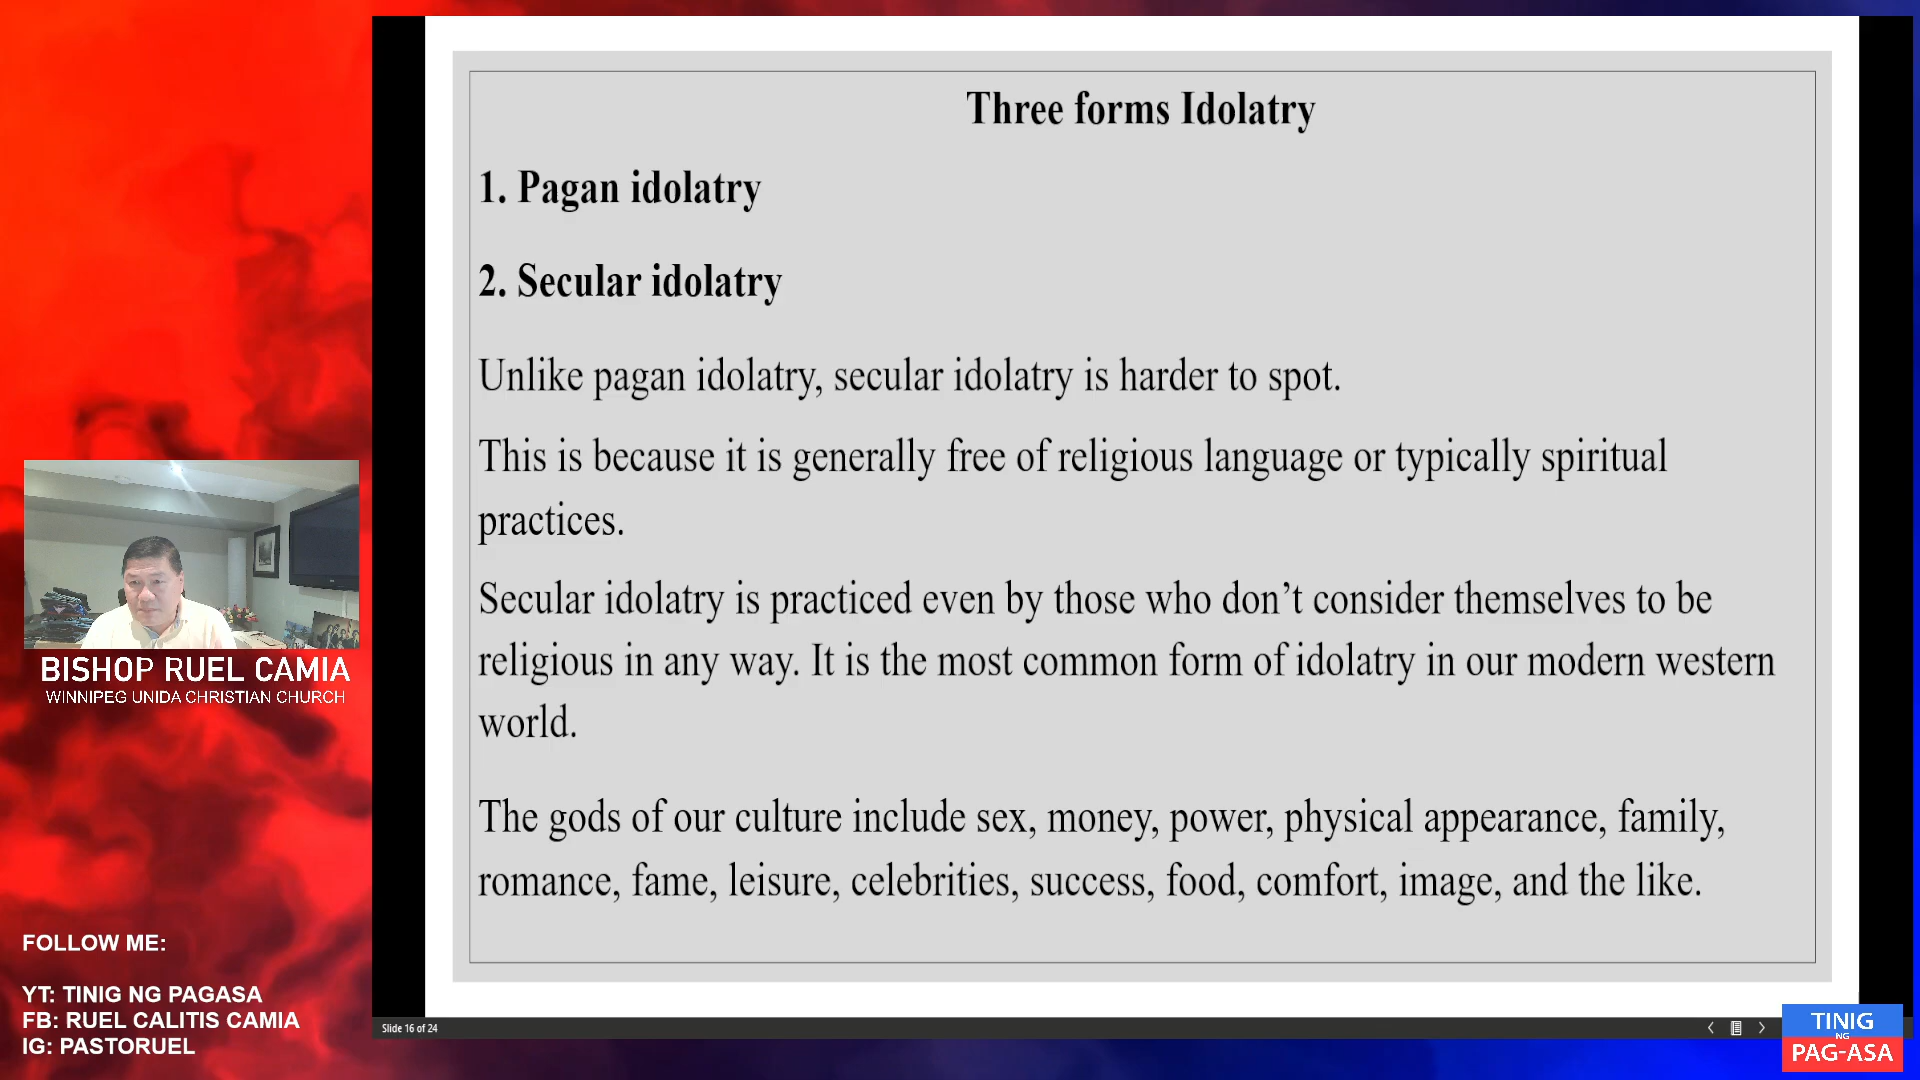 Three forms Idolatry
1. Pagan idolatry
2. Secular idolatry
Unlike pagan idolatry, secular idolatry is harder to spot.
This is because it is generally free of religious language or typically spiritual
practices.
Secular idolatry is practiced even by those who don’t consider themselves to be
religious in any way. It is the most common form of idolatry in our modern western
world.
The gods of our culture include sex, money, power, physical appearance, family,
romance, fame, leisure, celebrities, success, food, comfort, image, and the like.
BISHOP RUEL CAMIA
WINNIPEG UNIDA CHRISTIAN CHURCH
FOLLOW ME:
YT: TINIG NG PAGASA
FB: RUEL CALITIS CAMIA
IG: PASTORUEL
Slide 16 of 24
TINIG
NG
PAG-ASA